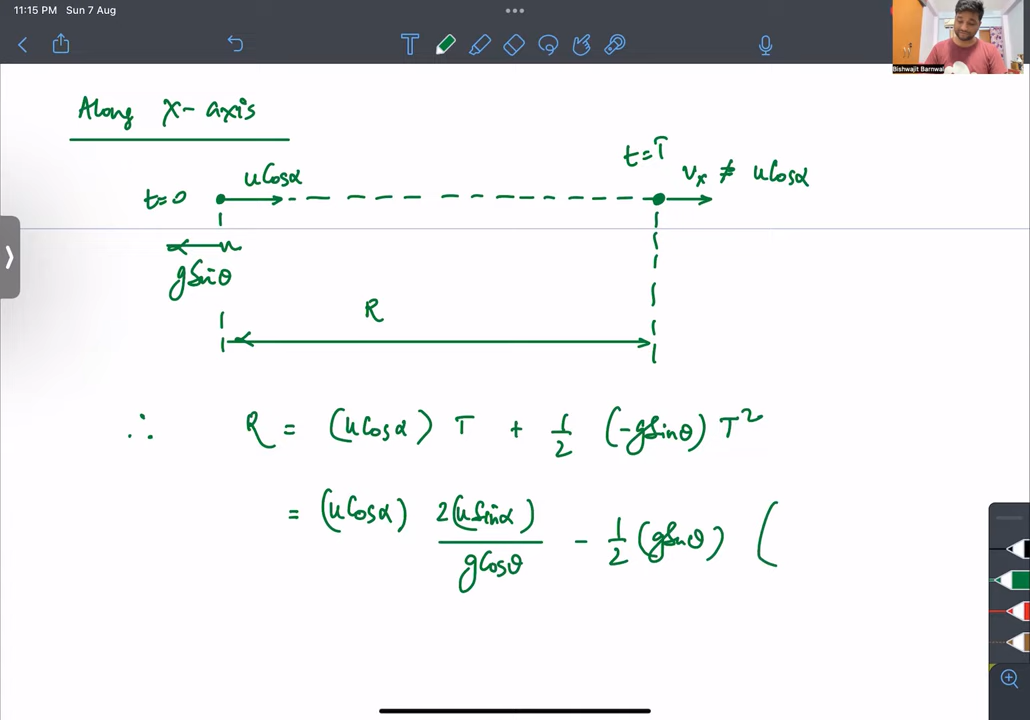 11:15 PM Sun 7 Aug
Bishwajit Barnwal
Along X-axis
t=T
t=0 uCosα vₓ ≠ uCosα
gSinθ
R
∴ R = (uCosα) T + 1/2 (-gSinθ) T²
= (uCosα) 2(uSinα)/gCosθ - 1/2 (gSinθ) (